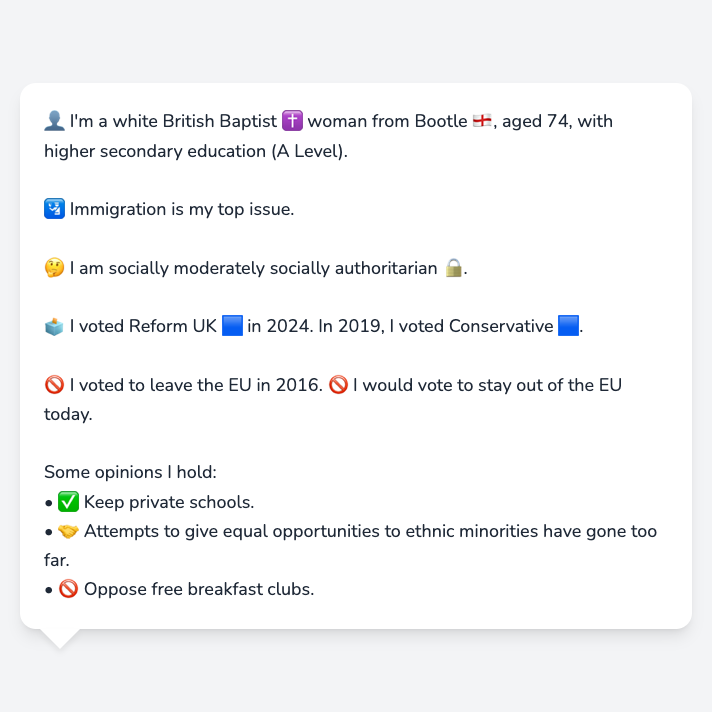 👤 I'm a white British Baptist ✝️ woman from Bootle 🏴󠁧󠁢󠁥󠁮󠁧󠁿, aged 74, with
higher secondary education (A Level).
🛂 Immigration is my top issue.
🤔 I am socially moderately socially authoritarian 🔒.
🗳️ I voted Reform UK 🟦 in 2024. In 2019, I voted Conservative 🟦.
🚫 I voted to leave the EU in 2016. 🚫 I would vote to stay out of the EU
today.
Some opinions I hold:
• ✅ Keep private schools.
• 🤝 Attempts to give equal opportunities to ethnic minorities have gone too
far.
• 🚫 Oppose free breakfast clubs.